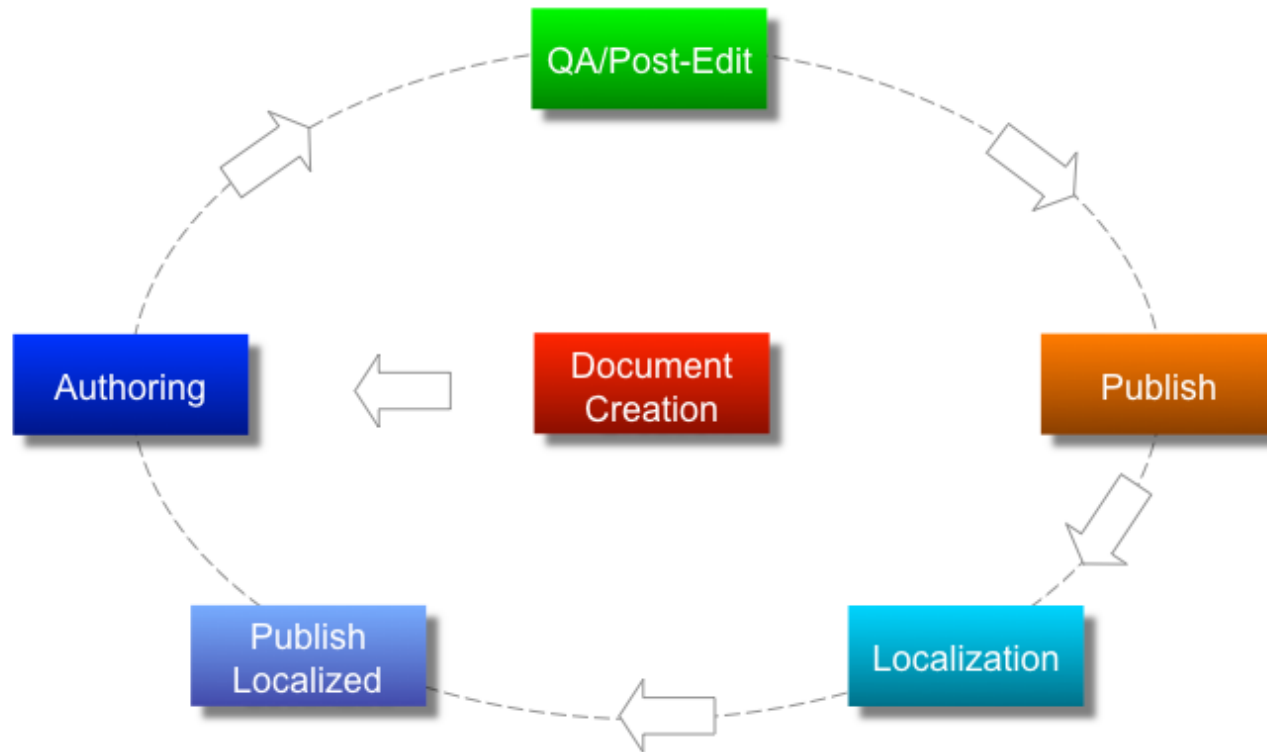 QA/Post-Edit
Authoring
Document
Creation
Publish
Publish
Localized
Localization